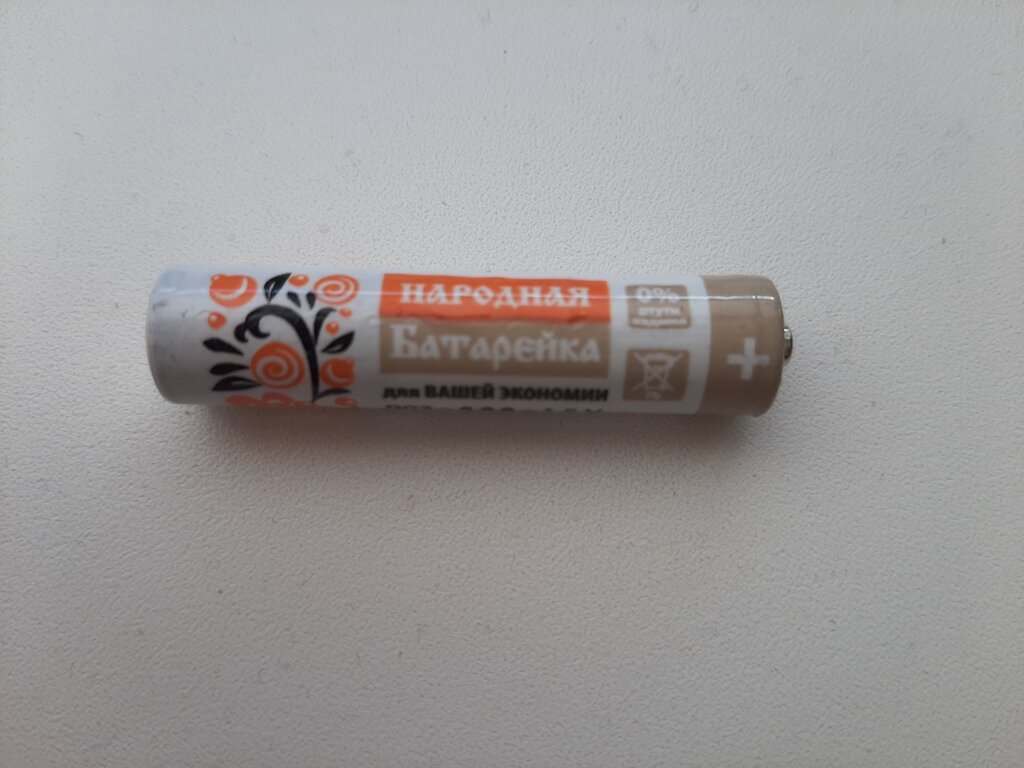 НАРОДНАЯ
Батарейка
для ВАШЕЙ ЭКОНОМИИ
0%
ртути
кадмия
+